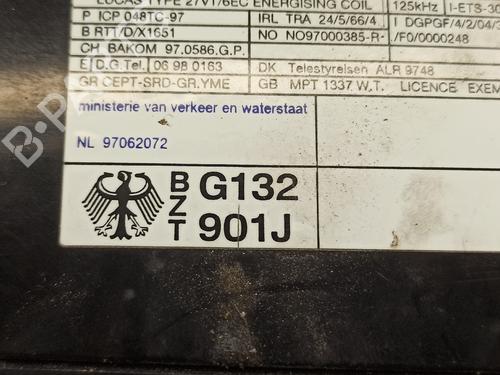 LUCAS TYPE 27V176EC ENERGISING COIL 125kHz I-ETS-30
P ICP 048TC-97 IRL TRA 24/5/66/4 I DGPGF/4/2/04/3
B RTT/D/X1651 NO NO97000385-R /F0/0000248
CH BAKOM 97.0586.G.P.
E D.G.Tel. 06 98 0163 DK Telestyrelsen ALR 9748
GR CEPT-SRD-GR.YME GB MPT 1337 W.T. LICENCE EXEM
ministerie van verkeer en waterstaat
NL 97062072
BZT G132
901J